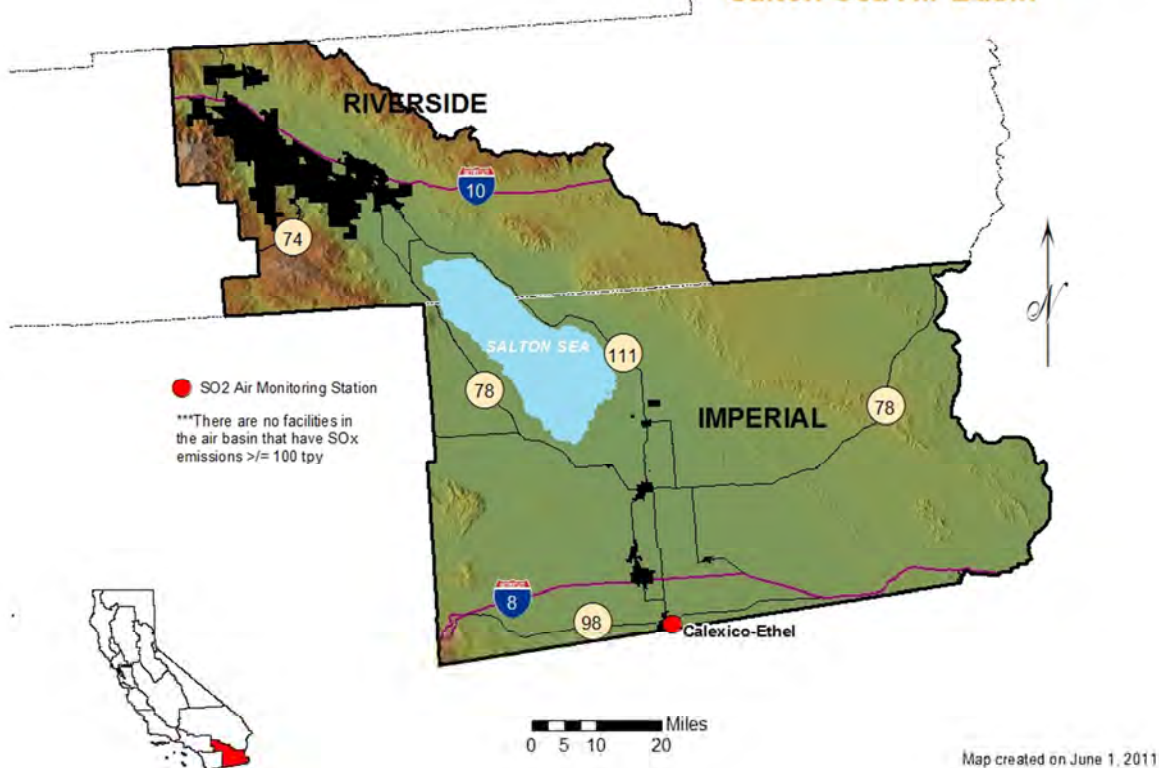 RIVERSIDE
10
74
SALTON SEA
111
78
IMPERIAL
78
SO2 Air Monitoring Station
***There are no facilities in
the air basin that have SOx
emissions >/= 100 tpy
8
98
Calexico-Ethel
N
Miles
0 5 10 20
Map created on June 1, 2011